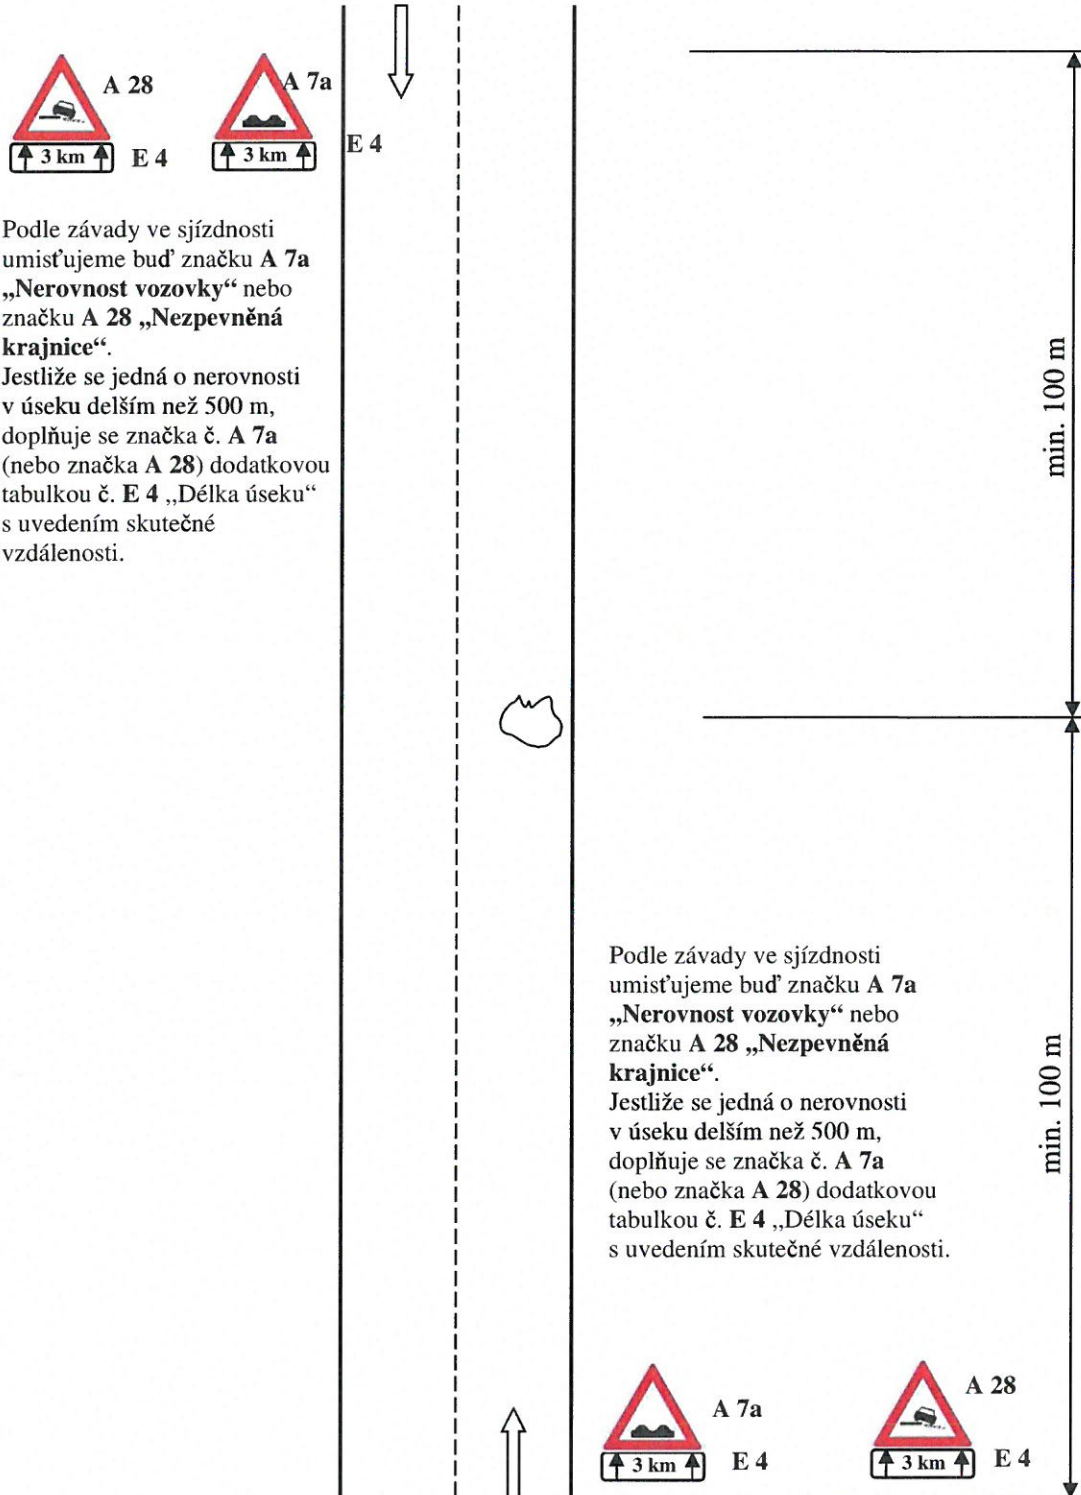 A 28
A 7a
3 km
E 4
3 km
E 4
Podle závady ve sjízdnosti
umisťujeme buď značku A 7a
„Nerovnost vozovky“ nebo
značku A 28 „Nezpevněná
krajnice“.
Jestliže se jedná o nerovnosti
v úseku delším než 500 m,
doplňuje se značka č. A 7a
(nebo značka A 28) dodatkovou
tabulkou č. E 4 „Délka úseku“
s uvedením skutečné
vzdálenosti.
min. 100 m
Podle závady ve sjízdnosti
umisťujeme buď značku A 7a
„Nerovnost vozovky“ nebo
značku A 28 „Nezpevněná
krajnice“.
Jestliže se jedná o nerovnosti
v úseku delším než 500 m,
doplňuje se značka č. A 7a
(nebo značka A 28) dodatkovou
tabulkou č. E 4 „Délka úseku“
s uvedením skutečné vzdálenosti.
min. 100 m
A 7a
A 28
3 km
E 4
3 km
E 4